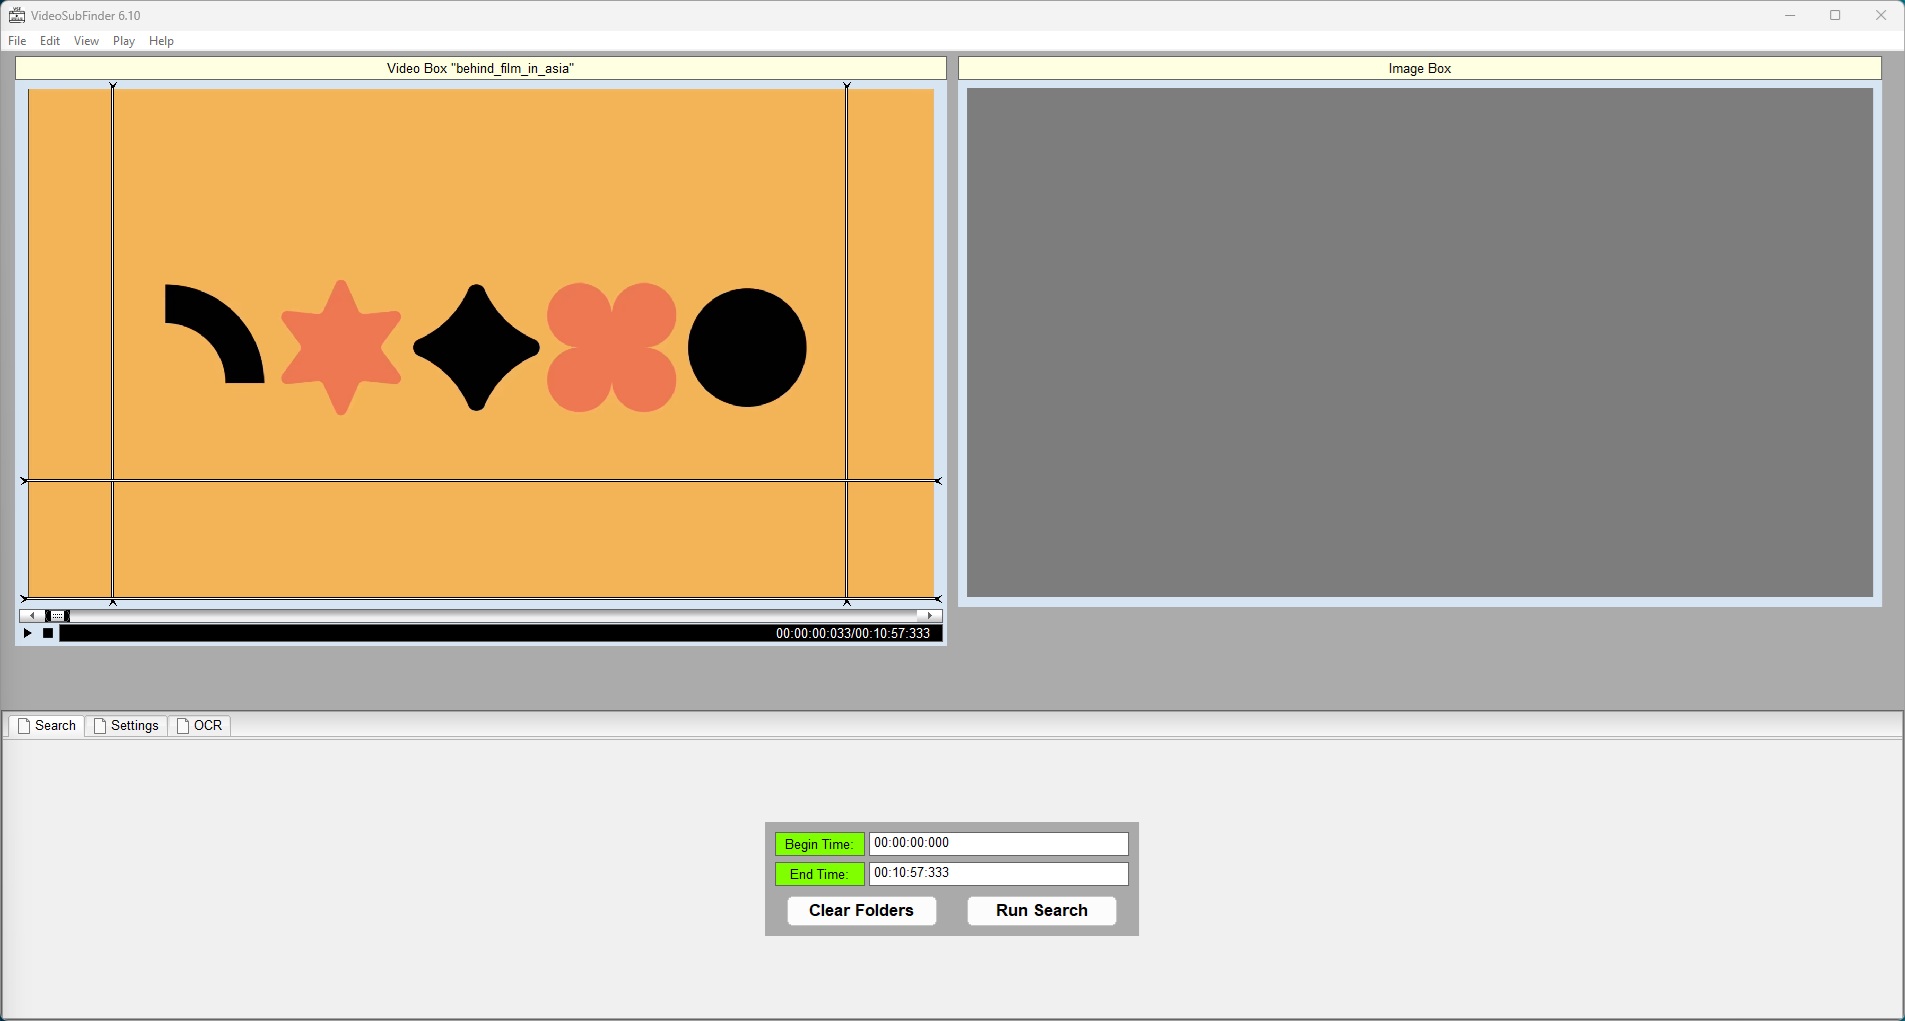 VideoSubFinder 6.10
File Edit View Play Help
Video Box "behind_film_in_asia"
Image Box
00:00:00:033/00:10:57:333
Search Settings OCR
Begin Time: 00:00:00:000
End Time: 00:10:57:333
Clear Folders Run Search